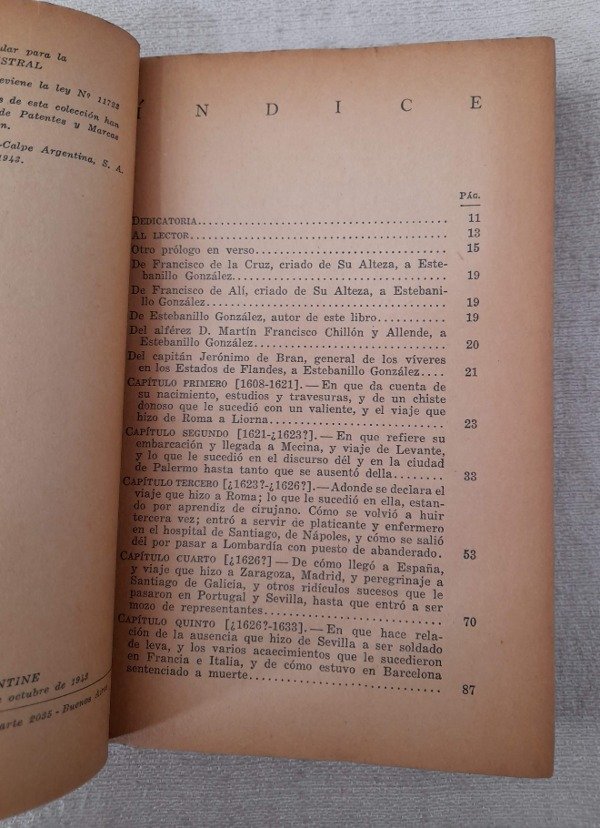 ular para la
STRAL
eviene la ley Nº 11723
s de esta colección han
de Patentes y Marcas
n.
-Calpe Argentina, S. A.
1943.
NTINE
e octubre de 1943
arte 2035 - Buenos Aires
YNDICE
PÁG.
DEDICATORIA 11
AL LECTOR 13
Otro prólogo en verso 15
De Francisco de la Cruz, criado de Su Alteza, a Este-
banillo González 19
De Francisco de Alí, criado de Su Alteza, a Estebani-
llo González 19
De Estebanillo González, autor de este libro 19
Del alférez D. Martín Francisco Chillón y Allende, a
Estebanillo González 20
Del capitán Jerónimo de Bran, general de los víveres
en los Estados de Flandes, a Estebanillo González 21
CAPÍTULO PRIMERO [1608-1621].—En que da cuenta de
su nacimiento, estudios y travesuras, y de un chiste
donoso que le sucedió con un valiente, y el viaje que
hizo de Roma a Liorna 23
CAPÍTULO SEGUNDO [1621-¿1623?].—En que refiere su
embarcación y llegada a Mecina, y viaje de Levante,
y lo que le sucedió en el discurso dél y en la ciudad
de Palermo hasta tanto que se ausentó della 33
CAPÍTULO TERCERO [¿1623?-¿1626?].—Adonde se declara el
viaje que hizo a Roma; lo que le sucedió en ella, estan-
do por aprendiz de cirujano. Cómo se volvió a huir
tercera vez; entró a servir de platicante y enfermero
en el hospital de Santiago, de Nápoles, y cómo se salió
dél por pasar a Lombardía con puesto de abanderado. 53
CAPÍTULO CUARTO [¿1626?].—De cómo llegó a España,
y viaje que hizo a Zaragoza, Madrid, y peregrinaje a
Santiago de Galicia, y otros ridículos sucesos que le
pasaron en Portugal y Sevilla, hasta que entró a ser
mozo de representantes 70
CAPÍTULO QUINTO [¿1626?-1633].—En que hace rela-
ción de la ausencia que hizo de Sevilla a ser soldado
de leva, y los varios acaecimientos que le sucedieron
en Francia e Italia, y de cómo estuvo en Barcelona
sentenciado a muerte 87